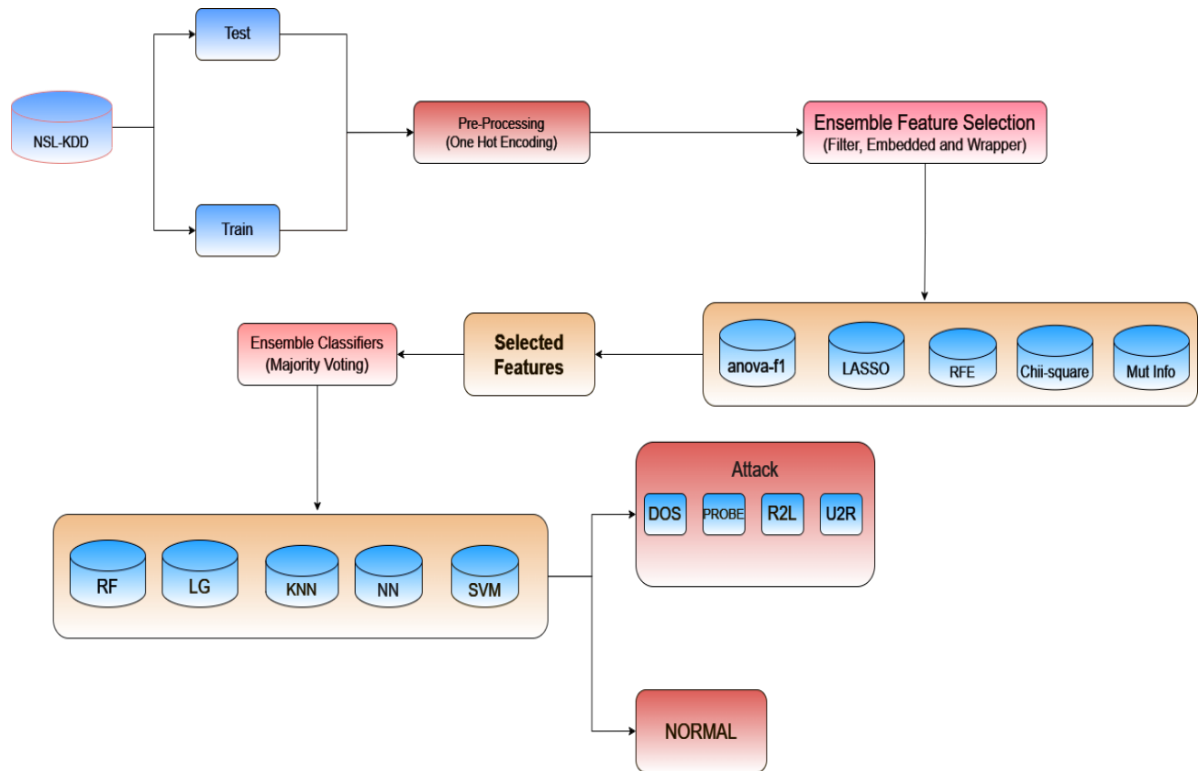 Test
NSL-KDD
Train
Pre-Processing
(One Hot Encoding)
Ensemble Feature Selection
(Filter, Embedded and Wrapper)
anova-f1
LASSO
RFE
Chii-square
Mut Info
Selected
Features
Ensemble Classifiers
(Majority Voting)
RF
LG
KNN
NN
SVM
Attack
DOS
PROBE
R2L
U2R
NORMAL